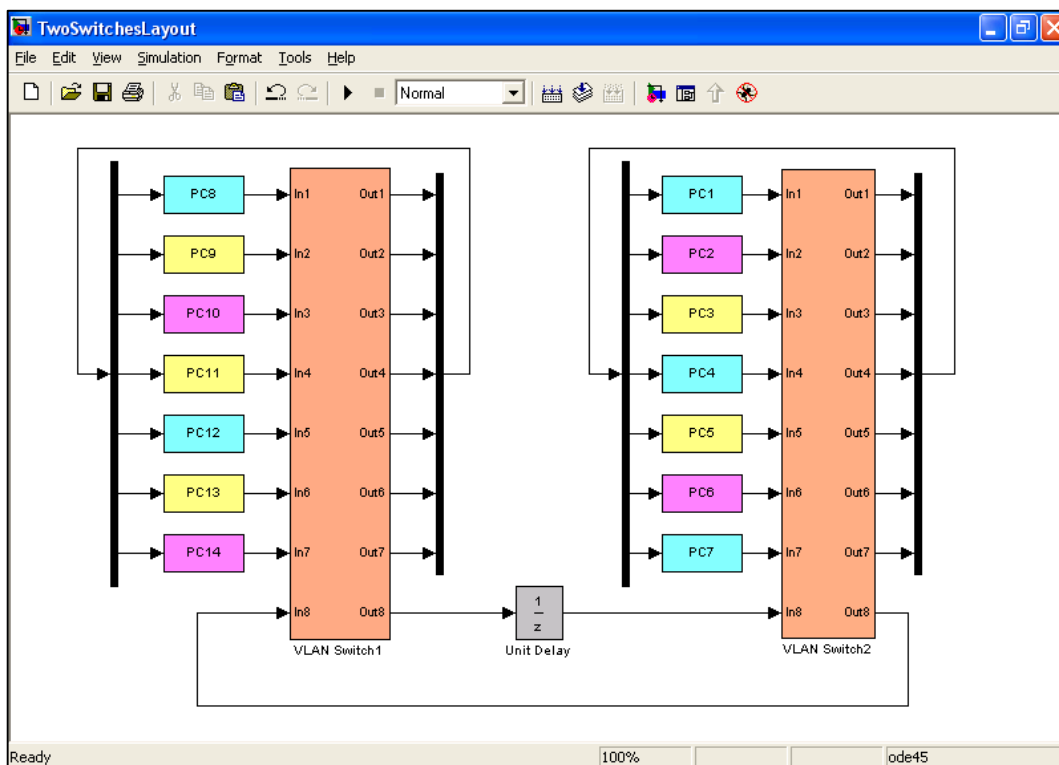 TwoSwitchesLayout
File Edit View Simulation Format Tools Help
Normal
PC8 In1 Out1 PC1 In1 Out1
PC9 In2 Out2 PC2 In2 Out2
PC10 In3 Out3 PC3 In3 Out3
PC11 In4 Out4 PC4 In4 Out4
PC12 In5 Out5 PC5 In5 Out5
PC13 In6 Out6 PC6 In6 Out6
PC14 In7 Out7 PC7 In7 Out7
In8 Out8 1 In8 Out8
z
VLAN Switch1 Unit Delay VLAN Switch2
Ready 100% ode45